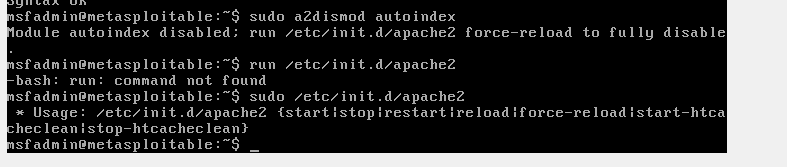 Syntax OK
msfadmin@metasploitable:~$ sudo a2dismod autoindex
Module autoindex disabled; run /etc/init.d/apache2 force-reload to fully disable
.
msfadmin@metasploitable:~$ run /etc/init.d/apache2
-bash: run: command not found
msfadmin@metasploitable:~$ sudo /etc/init.d/apache2
 * Usage: /etc/init.d/apache2 {start|stop|restart|reload|force-reload|start-htca
checlean|stop-htcacheclean}
msfadmin@metasploitable:~$ _